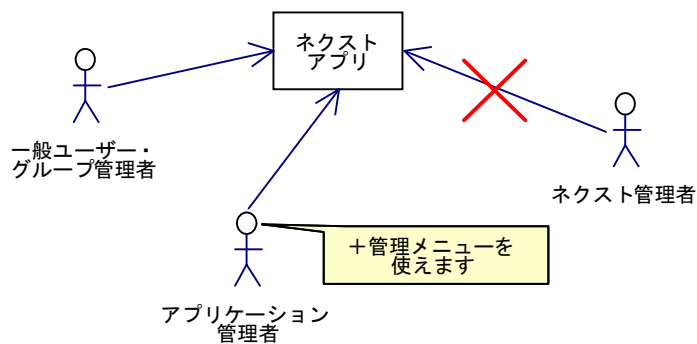 ネクスト
アプリ
一般ユーザー・
グループ管理者
ネクスト管理者
＋管理メニューを
使えます
アプリケーション
管理者